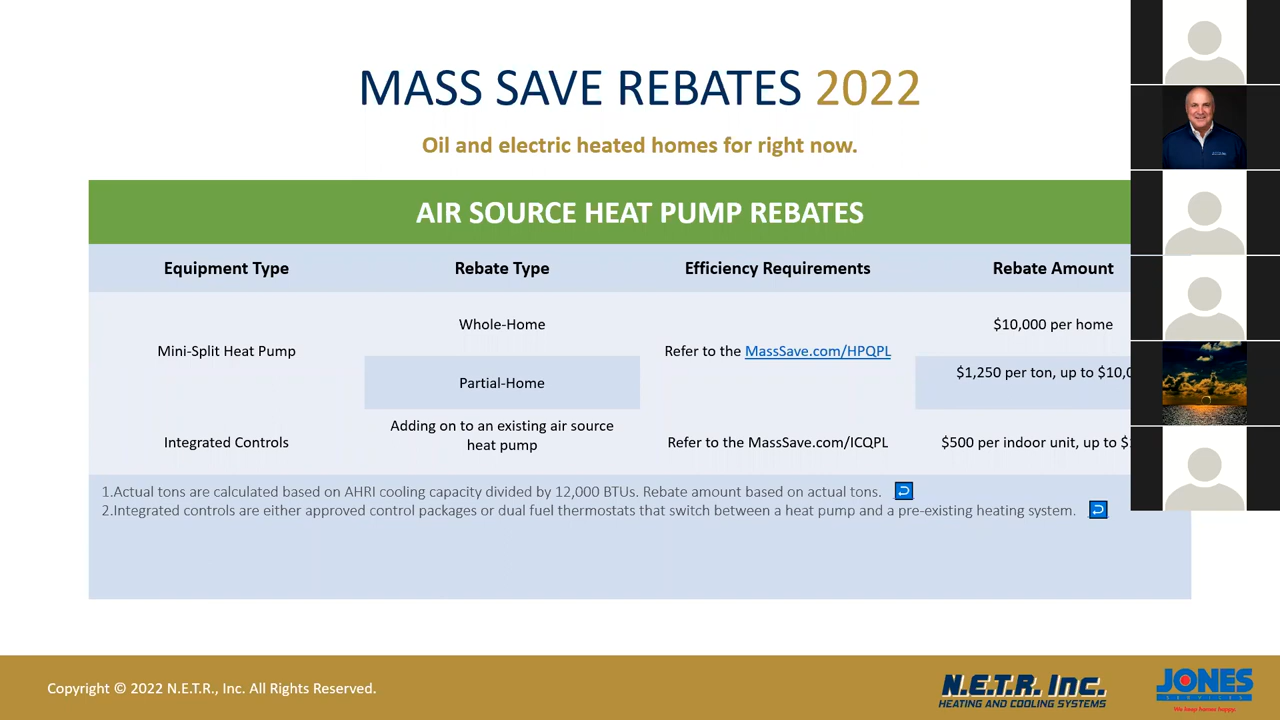 MASS SAVE REBATES 2022
Oil and electric heated homes for right now.
AIR SOURCE HEAT PUMP REBATES
Equipment Type Rebate Type Efficiency Requirements Rebate Amount
Whole-Home $10,000 per home
Mini-Split Heat Pump Refer to the MassSave.com/HPQPL
Partial-Home $1,250 per ton, up to
Adding on to an existing air source
heat pump
Integrated Controls Refer to the MassSave.com/ICQPL $500 per indoor unit, up to
1.Actual tons are calculated based on AHRI cooling capacity divided by 12,000 BTUs. Rebate amount based on actual tons.
2.Integrated controls are either approved control packages or dual fuel thermostats that switch between a heat pump and a pre-existing heating system.
Copyright © 2022 N.E.T.R., Inc. All Rights Reserved.
N.E.T.R. Inc.
HEATING AND COOLING SYSTEMS
JONES
SERVICES
We keep homes happy.